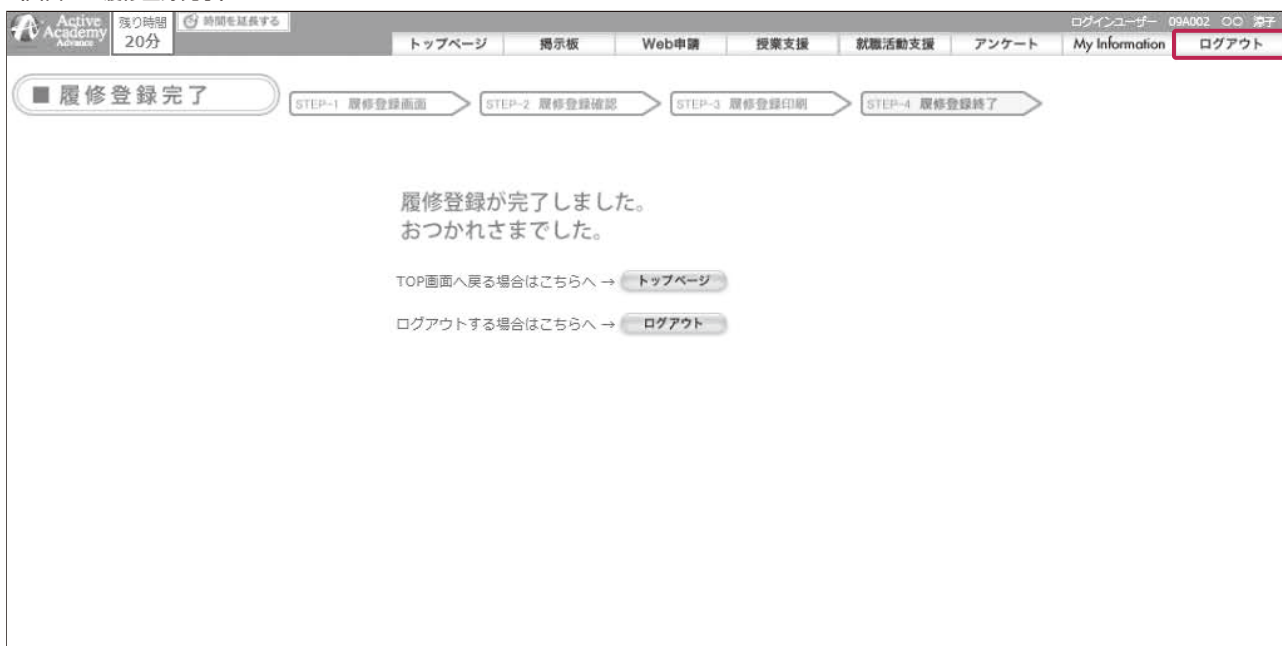 Active
Academy
Advance
残り時間
20分
時間を延長する
ログインユーザー 09A002 ○○ 涼子
トップページ
掲示板
Web申請
授業支援
就職活動支援
アンケート
My Information
ログアウト
■ 履修登録完了
STEP-1 履修登録画面
STEP-2 履修登録確認
STEP-3 履修登録印刷
STEP-4 履修登録終了
履修登録が完了しました。
おつかれさまでした。
TOP画面へ戻る場合はこちらへ → トップページ
ログアウトする場合はこちらへ → ログアウト